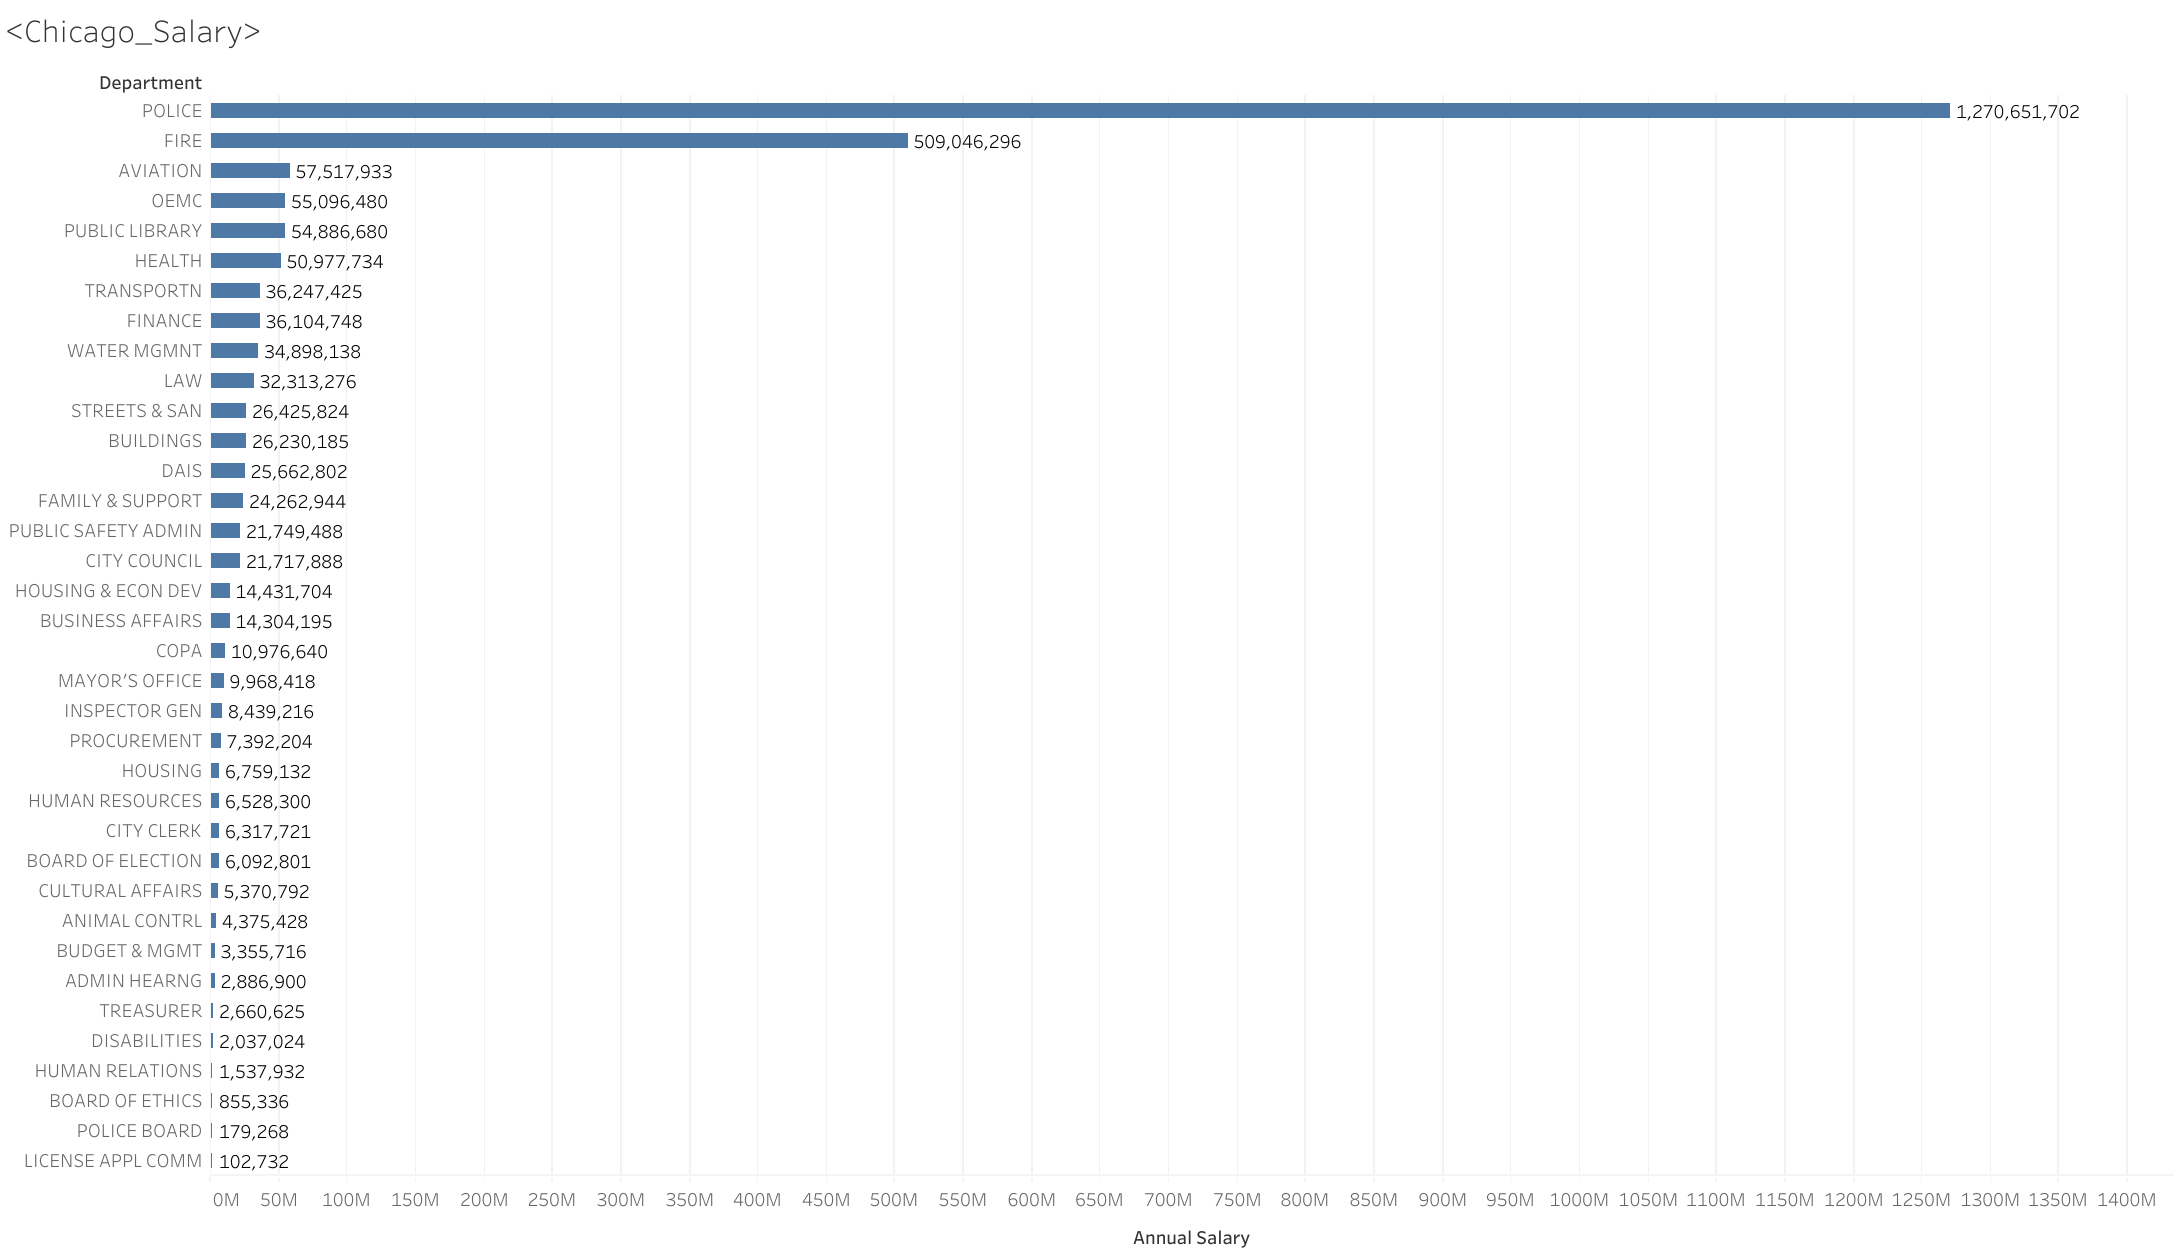 <Chicago_Salary>
Department
POLICE 1,270,651,702
FIRE 509,046,296
AVIATION 57,517,933
OEMC 55,096,480
PUBLIC LIBRARY 54,886,680
HEALTH 50,977,734
TRANSPORTN 36,247,425
FINANCE 36,104,748
WATER MGMNT 34,898,138
LAW 32,313,276
STREETS & SAN 26,425,824
BUILDINGS 26,230,185
DAIS 25,662,802
FAMILY & SUPPORT 24,262,944
PUBLIC SAFETY ADMIN 21,749,488
CITY COUNCIL 21,717,888
HOUSING & ECON DEV 14,431,704
BUSINESS AFFAIRS 14,304,195
COPA 10,976,640
MAYOR’S OFFICE 9,968,418
INSPECTOR GEN 8,439,216
PROCUREMENT 7,392,204
HOUSING 6,759,132
HUMAN RESOURCES 6,528,300
CITY CLERK 6,317,721
BOARD OF ELECTION 6,092,801
CULTURAL AFFAIRS 5,370,792
ANIMAL CONTRL 4,375,428
BUDGET & MGMT 3,355,716
ADMIN HEARNG 2,886,900
TREASURER 2,660,625
DISABILITIES 2,037,024
HUMAN RELATIONS 1,537,932
BOARD OF ETHICS 855,336
POLICE BOARD 179,268
LICENSE APPL COMM 102,732
0M 50M 100M 150M 200M 250M 300M 350M 400M 450M 500M 550M 600M 650M 700M 750M 800M 850M 900M 950M 1000M 1050M 1100M 1150M 1200M 1250M 1300M 1350M 1400M
Annual Salary